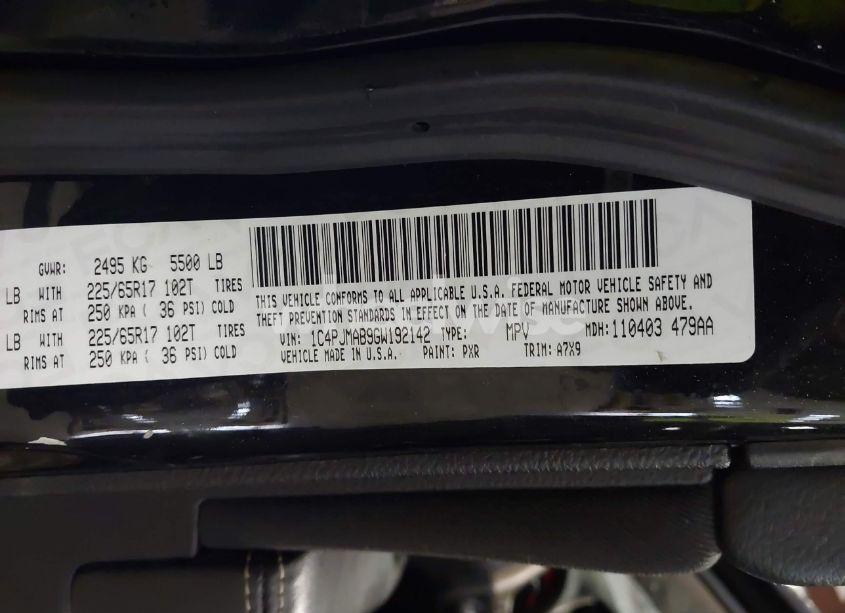 GVWR: 2495 KG 5500 LB
LB WITH 225/65R17 102T TIRES
RIMS AT 250 KPA ( 36 PSI) COLD
LB WITH 225/65R17 102T TIRES
RIMS AT 250 KPA ( 36 PSI) COLD
THIS VEHICLE CONFORMS TO ALL APPLICABLE U.S.A. FEDERAL MOTOR VEHICLE SAFETY AND
THEFT PREVENTION STANDARDS IN EFFECT ON THE DATE OF MANUFACTURE SHOWN ABOVE.
VIN: 1C4PJMAB9GW192142 TYPE: MPV MDH: 110403 479AA
VEHICLE MADE IN U.S.A. PAINT: PXR TRIM: A7X9